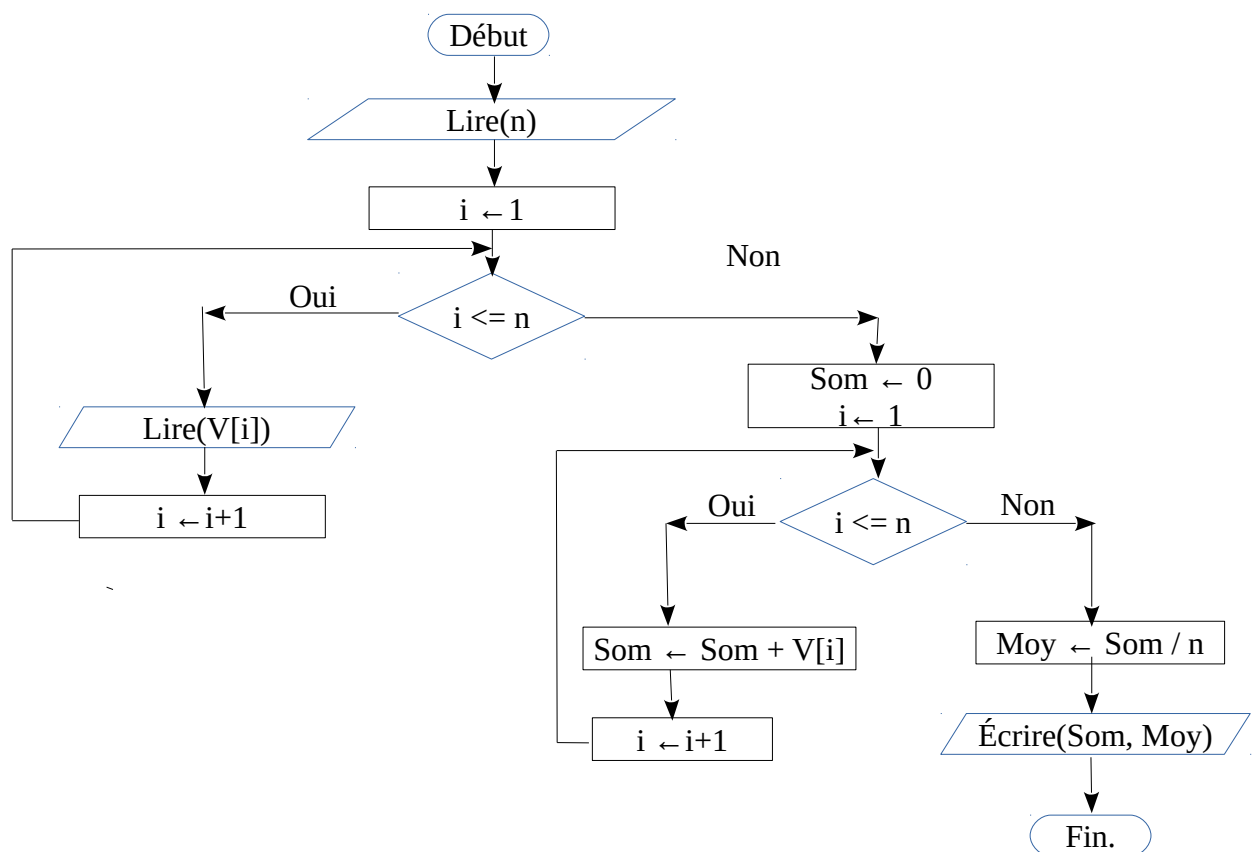 Début
Lire(n)
i ←1
Non
Oui
i <= n
Som ← 0
i← 1
Lire(V[i])
i ←i+1
Oui
i <= n
Non
Som ← Som + V[i]
i ←i+1
Moy ← Som / n
Écrire(Som, Moy)
Fin.